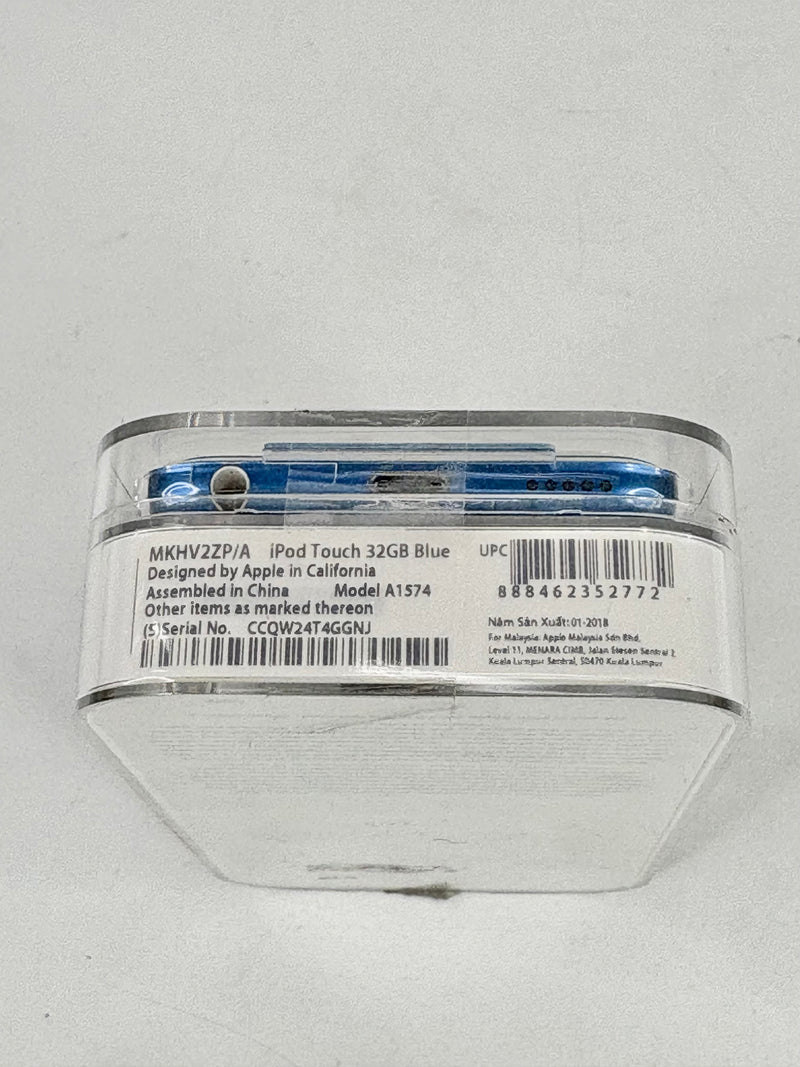 MKHV2ZP/A iPod Touch 32GB Blue
Designed by Apple in California
Assembled in China Model A1574
Other items as marked thereon
(S) Serial No. CCQW24T4GGNJ
UPC
888462352772
Năm Sản Xuất: 01-2018
For Malaysia: Apple Malaysia Sdn Bhd,
Level 11, MENARA CIMB, Jalan Stesen Sentral 2,
Kuala Lumpur Sentral, 50470 Kuala Lumpur